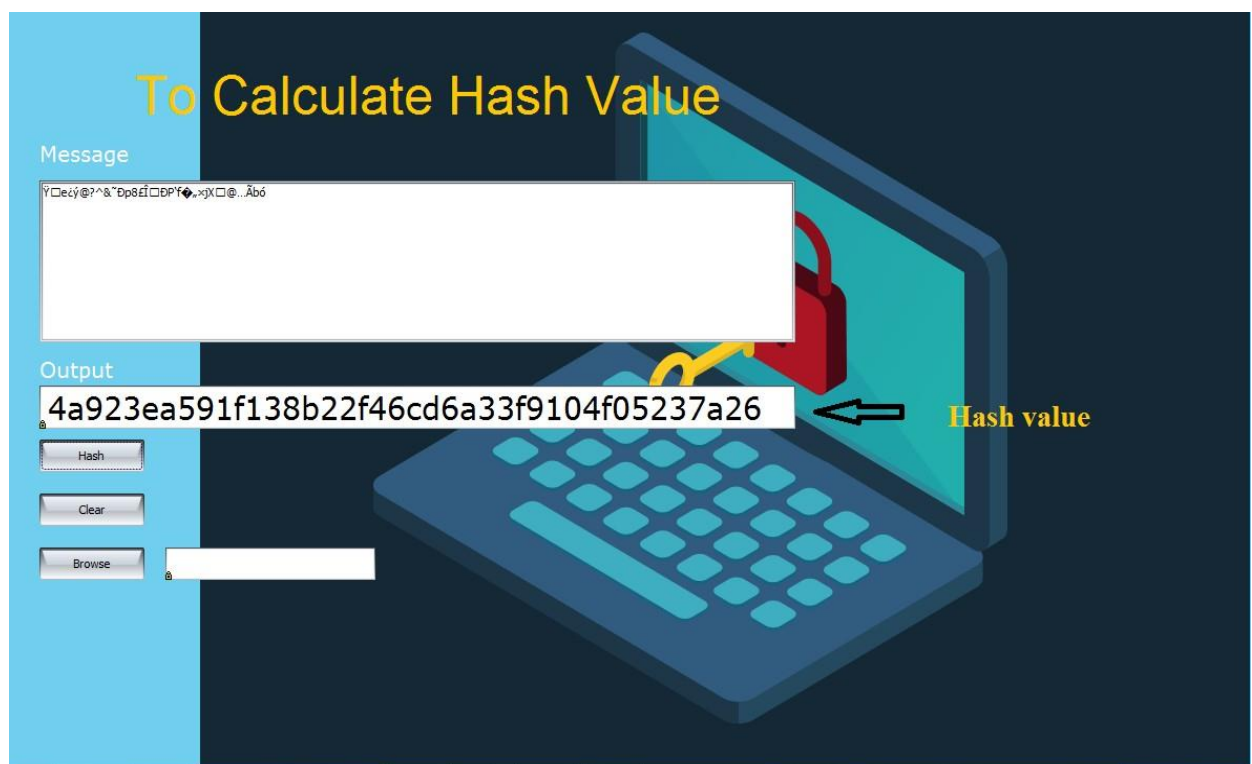 To Calculate Hash Value
Message
Output
4a923ea591f138b22f46cd6a33f9104f05237a26
Hash value
Hash
Clear
Browse